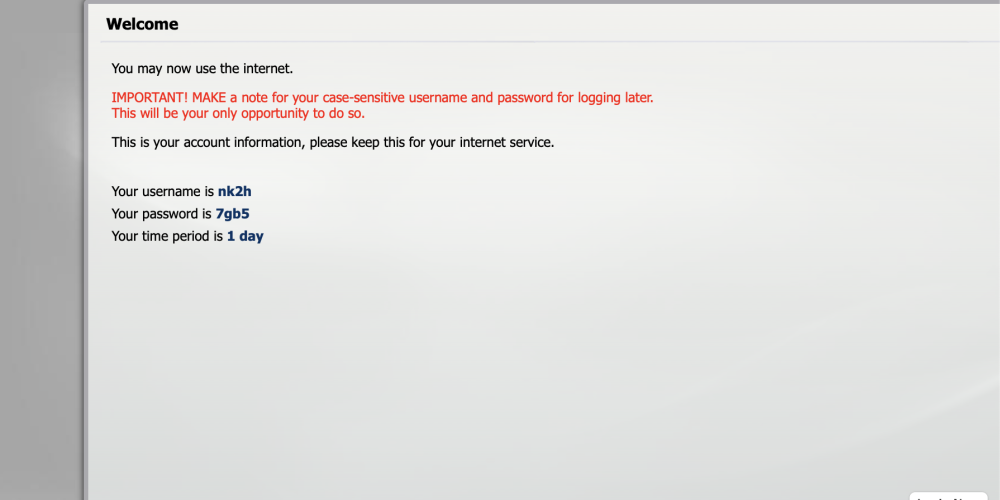 Welcome
You may now use the internet.
IMPORTANT! MAKE a note for your case-sensitive username and password for logging later.
This will be your only opportunity to do so.
This is your account information, please keep this for your internet service.
Your username is nk2h
Your password is 7gb5
Your time period is 1 day